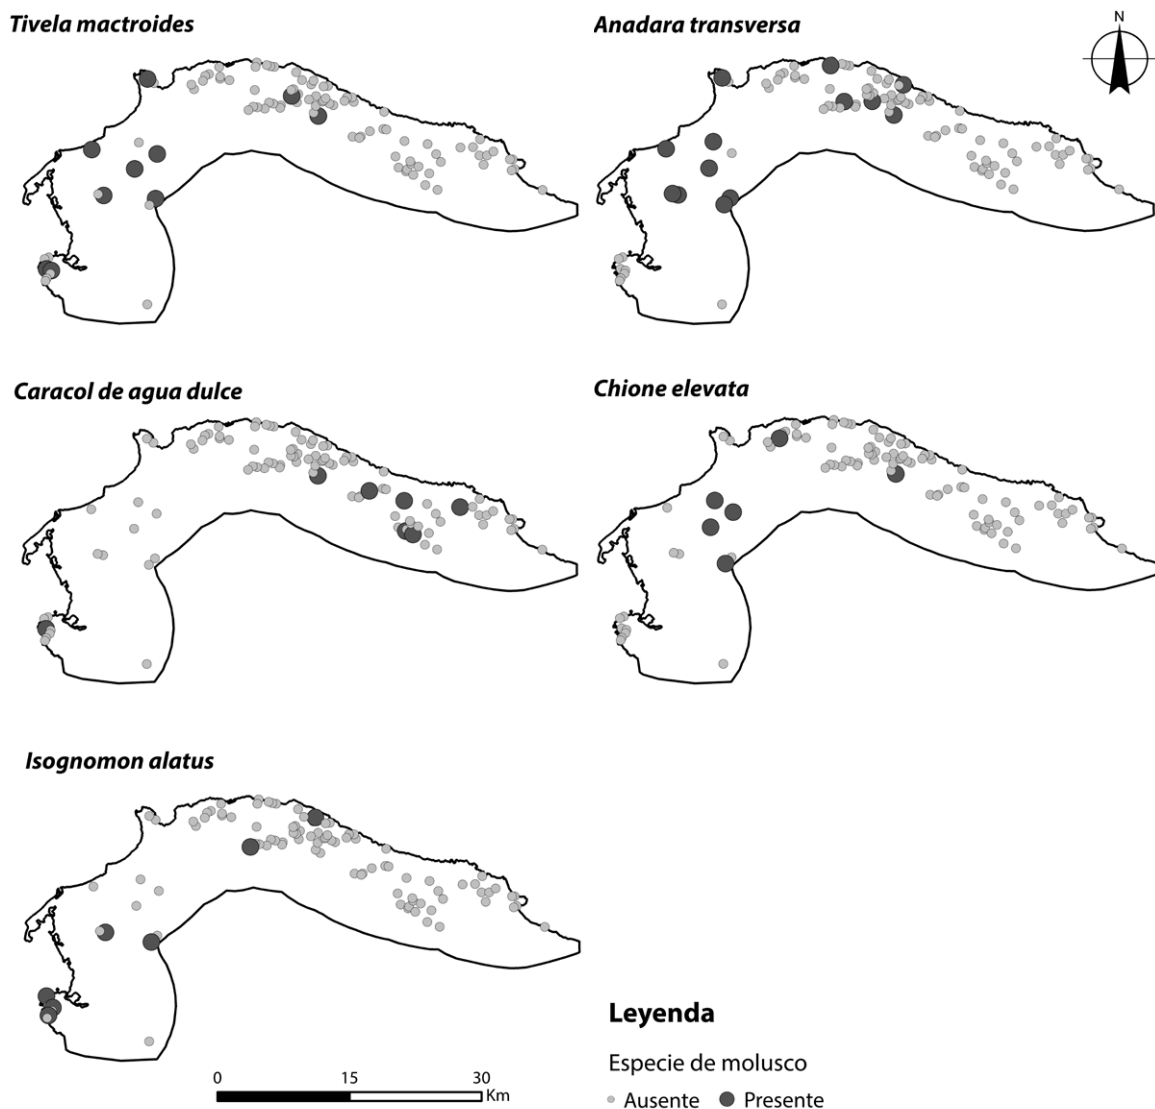 Tivela mactroides
Anadara transversa
N
Caracol de agua dulce
Chione elevata
Isognomon alatus
Leyenda
Especie de molusco
Ausente Presente
0 15 30
Km